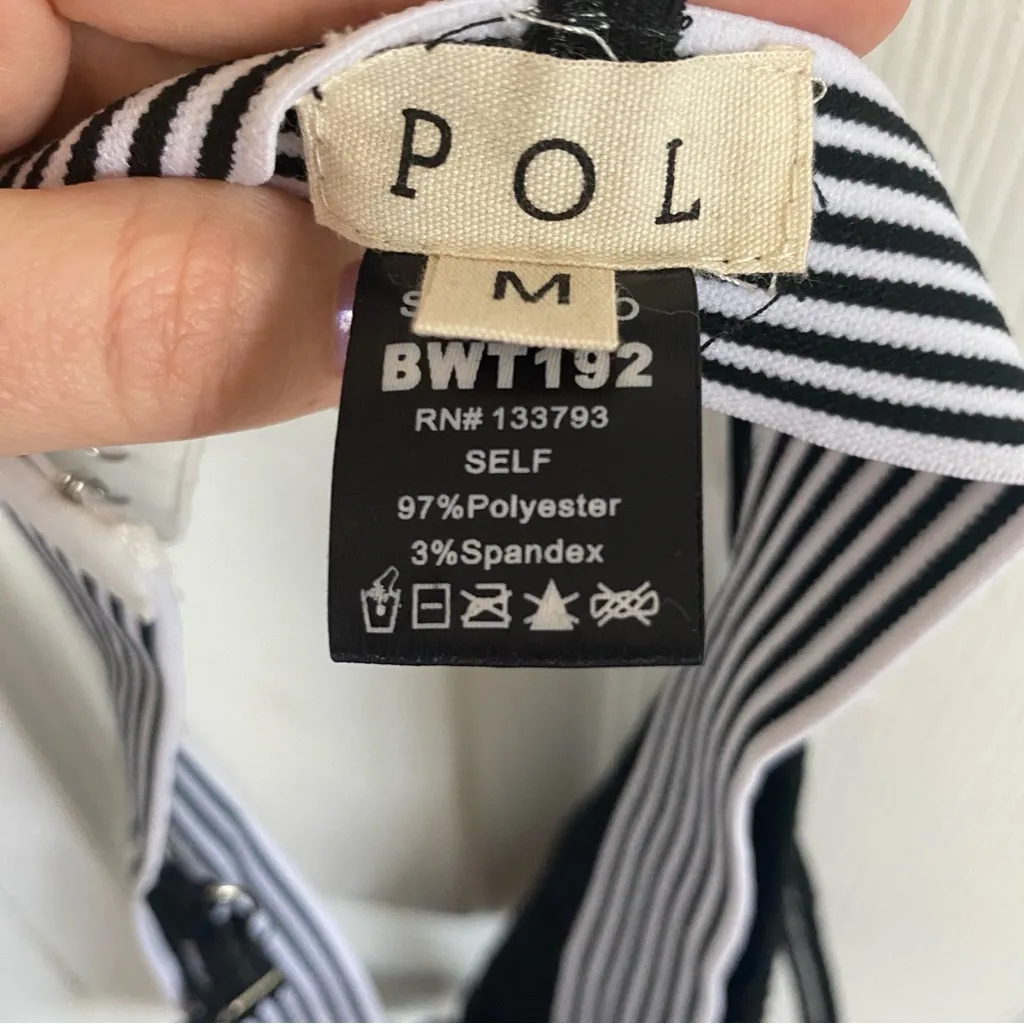 POL
M
BWT192
RN# 133793
SELF
97%Polyester
3%Spandex